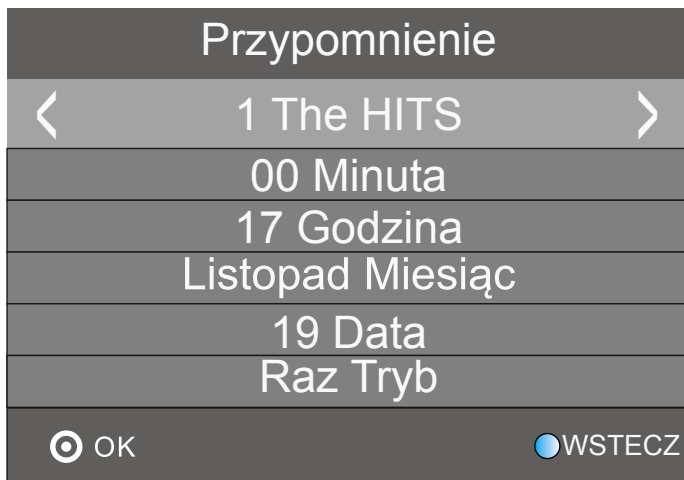 Przypomnienie
1 The HITS
00 Minuta
17 Godzina
Listopad Miesiąc
19 Data
Raz Tryb
OK
WSTECZ